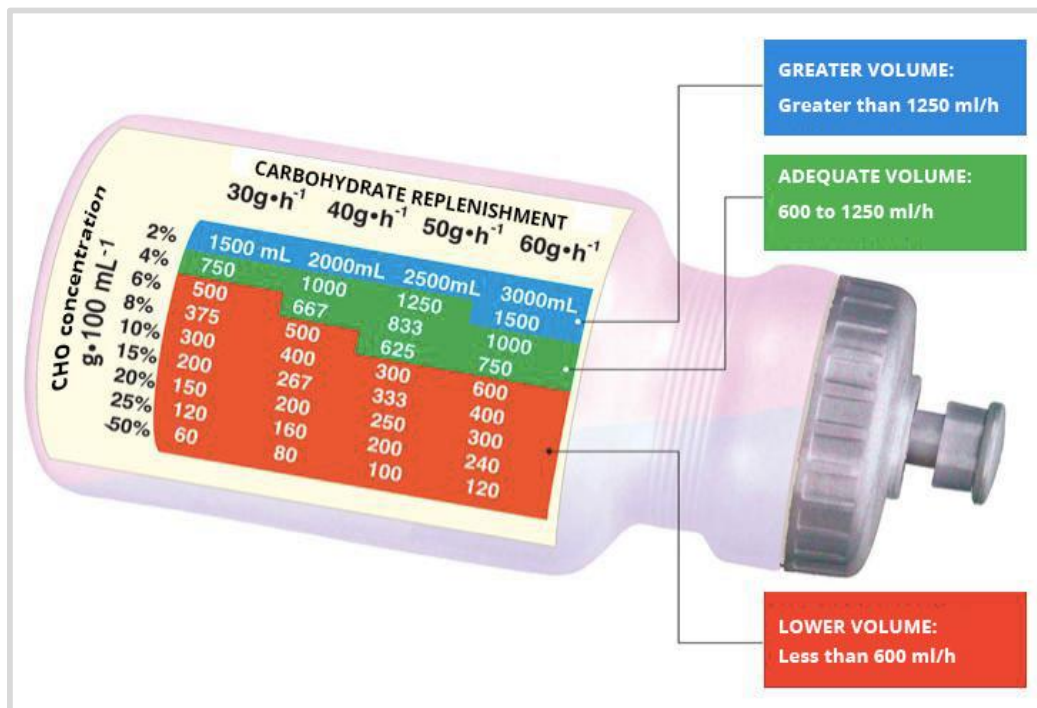 GREATER VOLUME:
Greater than 1250 ml/h
ADEQUATE VOLUME:
600 to 1250 ml/h
CARBOHYDRATE REPLENISHMENT
30g•h⁻¹ 40g•h⁻¹ 50g•h⁻¹ 60g•h⁻¹
CHO concentration
g•100 mL⁻¹
2% 1500 mL 2000mL 2500mL 3000mL
4% 750 1000 1250 1500
6% 500 667 833 1000
8% 375 500 625 750
10% 300 400 300 600
15% 200 267 333 400
20% 150 200 250 300
25% 120 160 200 240
50% 60 80 100 120
LOWER VOLUME:
Less than 600 ml/h